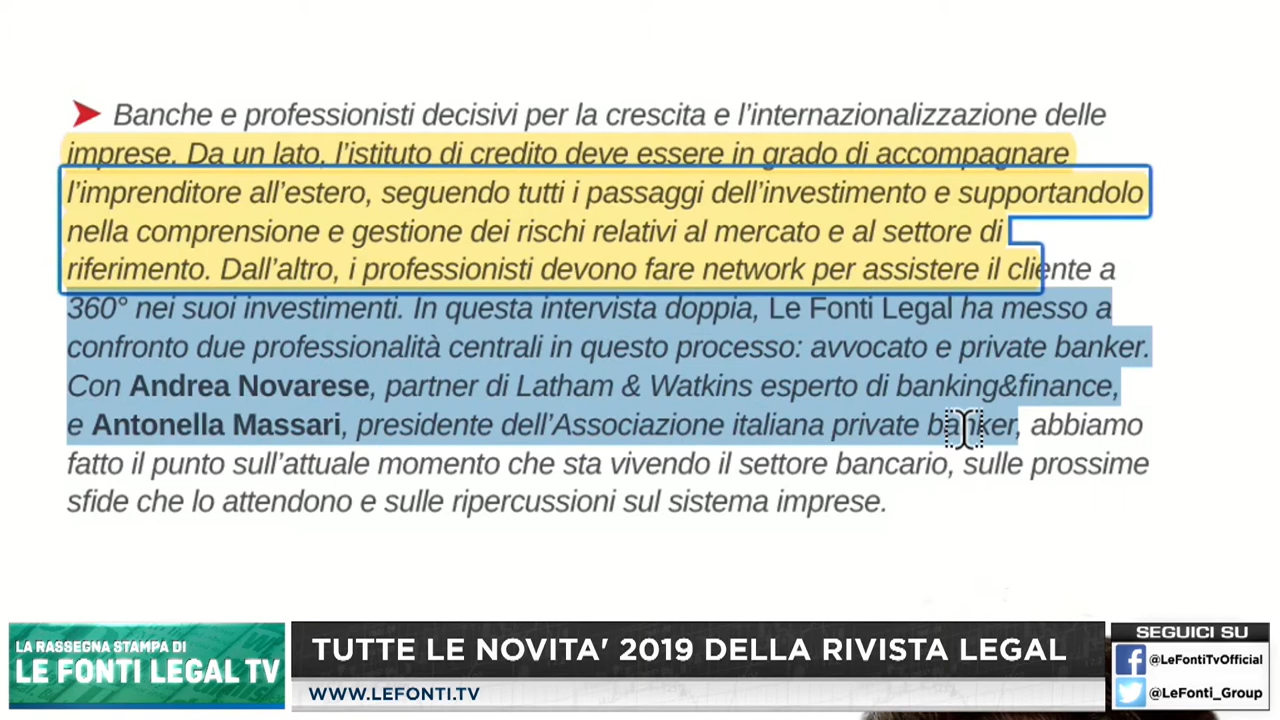 Banche e professionisti decisivi per la crescita e l’internazionalizzazione delle
imprese. Da un lato, l’istituto di credito deve essere in grado di accompagnare
l’imprenditore all’estero, seguendo tutti i passaggi dell’investimento e supportandolo
nella comprensione e gestione dei rischi relativi al mercato e al settore di
riferimento. Dall’altro, i professionisti devono fare network per assistere il cliente a
360° nei suoi investimenti. In questa intervista doppia, Le Fonti Legal ha messo a
confronto due professionalità centrali in questo processo: avvocato e private banker.
Con Andrea Novarese, partner di Latham & Watkins esperto di banking&finance,
e Antonella Massari, presidente dell’Associazione italiana private banker, abbiamo
fatto il punto sull’attuale momento che sta vivendo il settore bancario, sulle prossime
sfide che lo attendono e sulle ripercussioni sul sistema imprese.
LA RASSEGNA STAMPA DI
LE FONTI LEGAL TV
TUTTE LE NOVITA' 2019 DELLA RIVISTA LEGAL
WWW.LEFONTI.TV
SEGUICI SU
@LeFontiTvOfficial
@LeFonti_Group